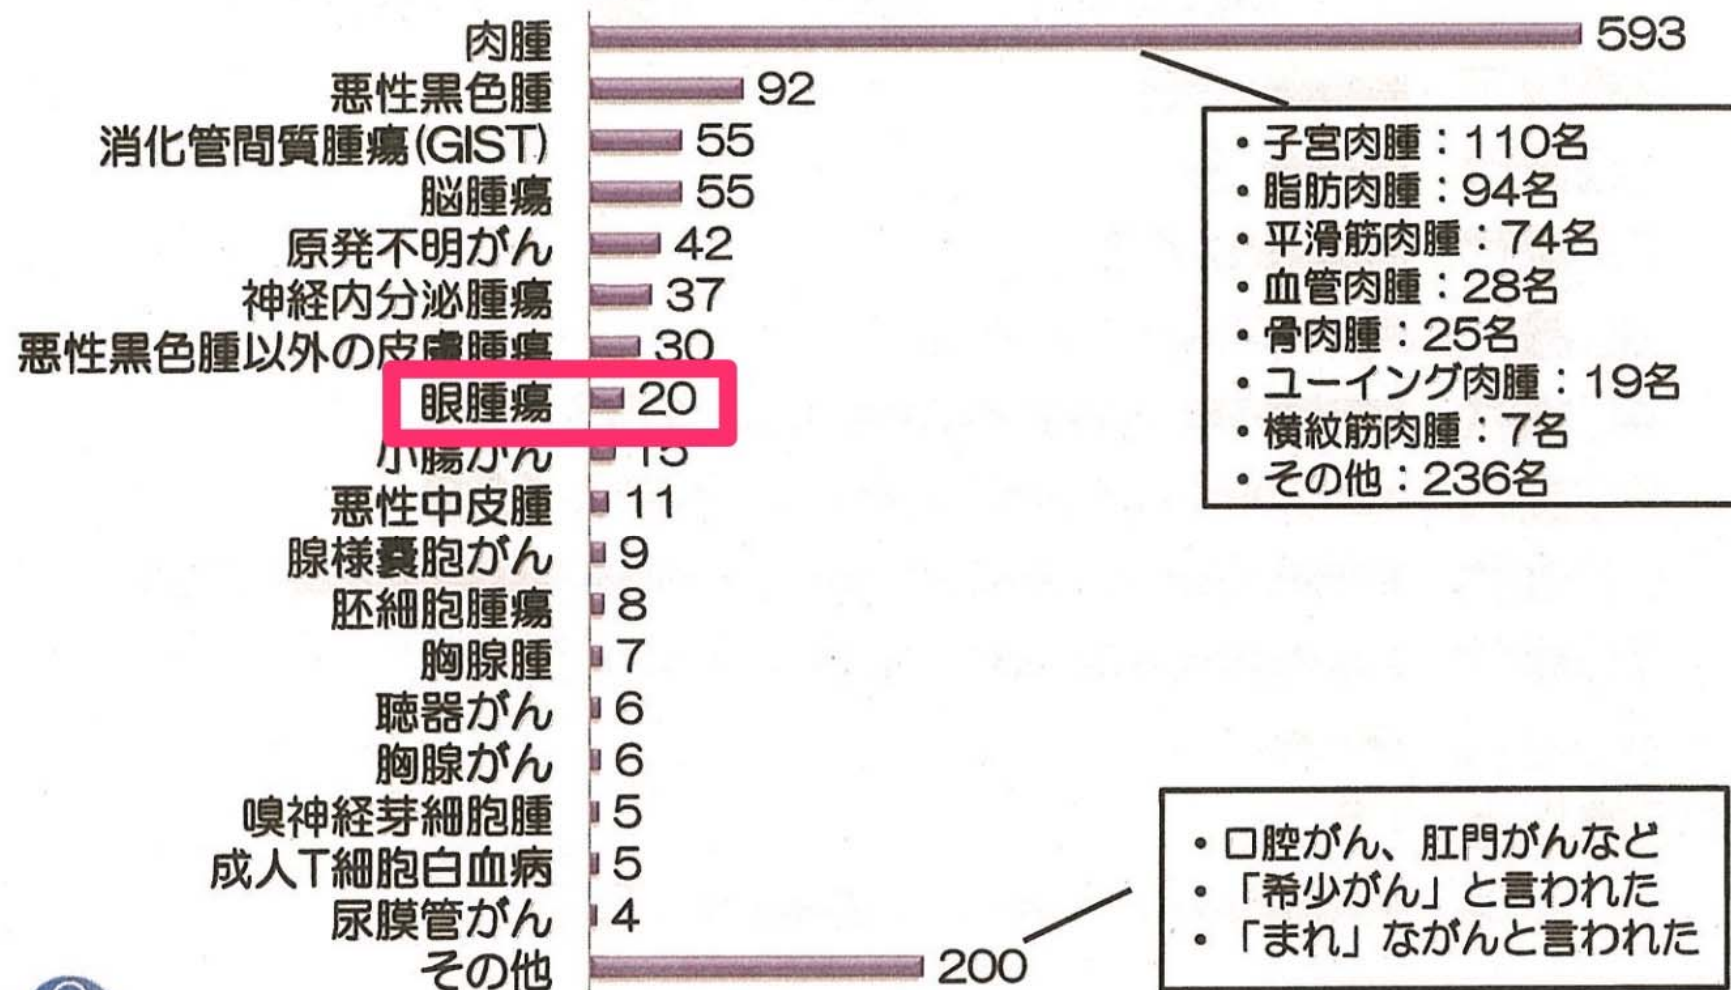 肉腫 593
悪性黒色腫 92
消化管間質腫瘍(GIST) 55
脳腫瘍 55
原発不明がん 42
神経内分泌腫瘍 37
悪性黒色腫以外の皮膚腫瘍 30
眼腫瘍 20
小腸がん 15
悪性中皮腫 11
腺様嚢胞がん 9
胚細胞腫瘍 8
胸腺腫 7
聴器がん 6
胸腺がん 6
嗅神経芽細胞腫 5
成人T細胞白血病 5
尿膜管がん 4
その他 200
・子宮肉腫：110名
・脂肪肉腫：94名
・平滑筋肉腫：74名
・血管肉腫：28名
・骨肉腫：25名
・ユーイング肉腫：19名
・横紋筋肉腫：7名
・その他：236名
・口腔がん、肛門がんなど
・「希少がん」と言われた
・「まれ」ながんと言われた